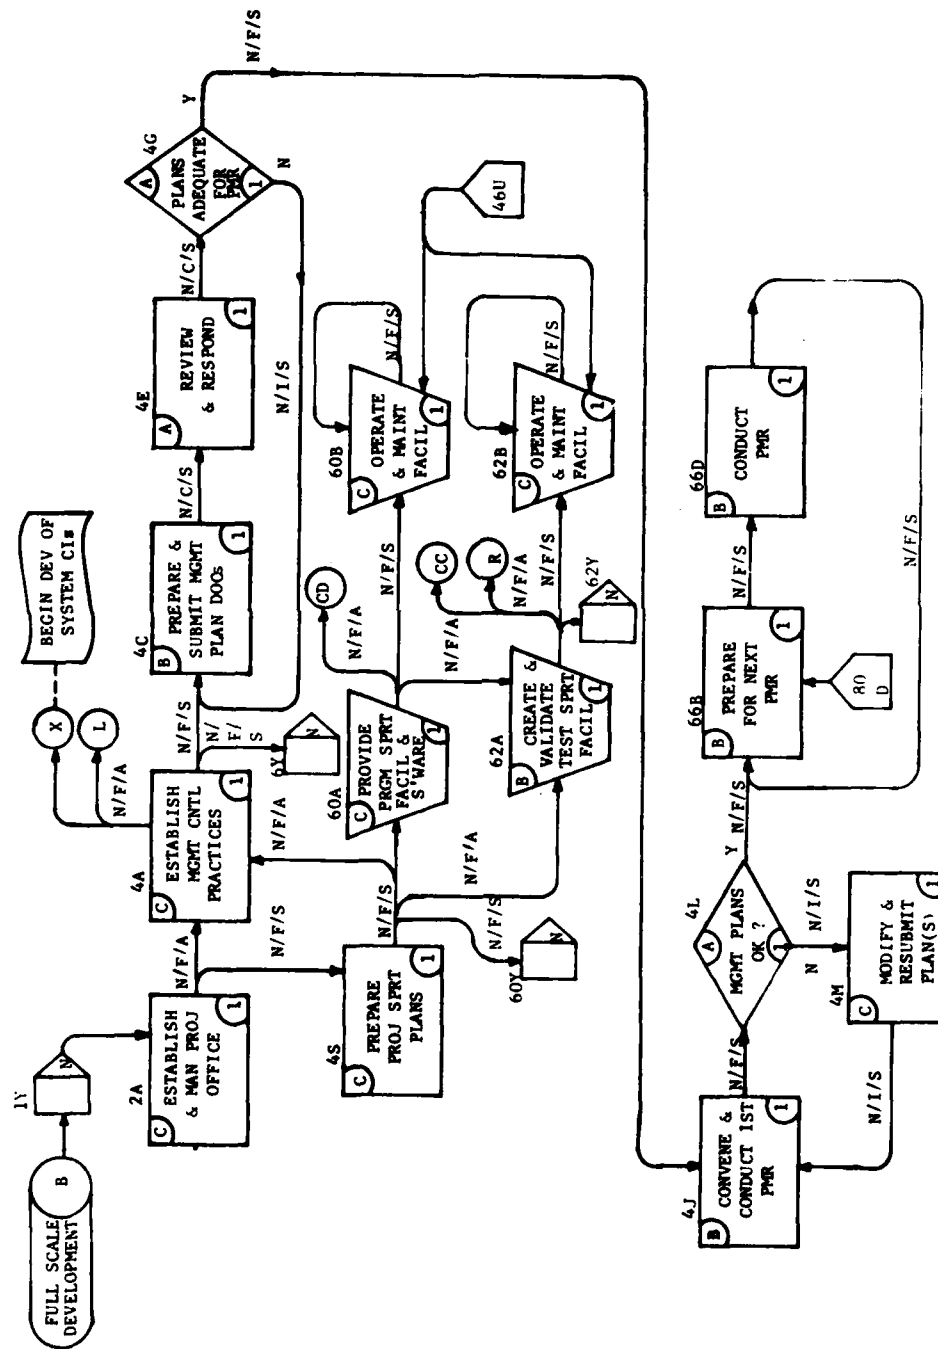 FULL SCALE
DEVELOPMENT
B
1Y
N
2A
C
ESTABLISH
& MAN PROJ
OFFICE
1
N/F/A
N/F/S
4A
C
ESTABLISH
MGMT CNTL
PRACTICES
1
N/F/A
L
X
BEGIN DEV OF
SYSTEM CIs
N/F/S
N/
F/
S
6Y
N
4C
B
PREPARE &
SUBMIT MGMT
PLAN DOCs
1
N/C/S
4E
A
REVIEW
& RESPOND
1
N/C/S
4G
A
PLANS
ADEQUATE
FOR
PMR
1
Y
N/F/S
N
N/I/S
4S
C
PREPARE
PROJ SPRT
PLANS
1
N/F/S
N/F/A
N/F/A
N/F/S
60Y
N
60A
C
PROVIDE
PRGM SPRT
FACIL &
S'WARE
1
N/F/A
CD
N/F/S
60B
C
OPERATE
& MAINT
FACIL
1
N/F/S
46U
62A
B
CREATE &
VALIDATE
TEST SPRT
FACIL
1
N/F/A
CC
N/F/A
R
N/F/S
62Y
N
62B
C
OPERATE
& MAINT
FACIL
1
N/F/S
4J
B
CONVENE &
CONDUCT 1ST
PMR
1
N/F/S
4L
A
MGMT PLANS
OK ?
1
Y
N/F/S
N
N/I/S
4M
C
MODIFY &
RESUBMIT
PLAN(S)
1
N/I/S
66B
B
PREPARE
FOR NEXT
PMR
1
80
D
N/F/S
66D
B
CONDUCT
PMR
1
N/F/S